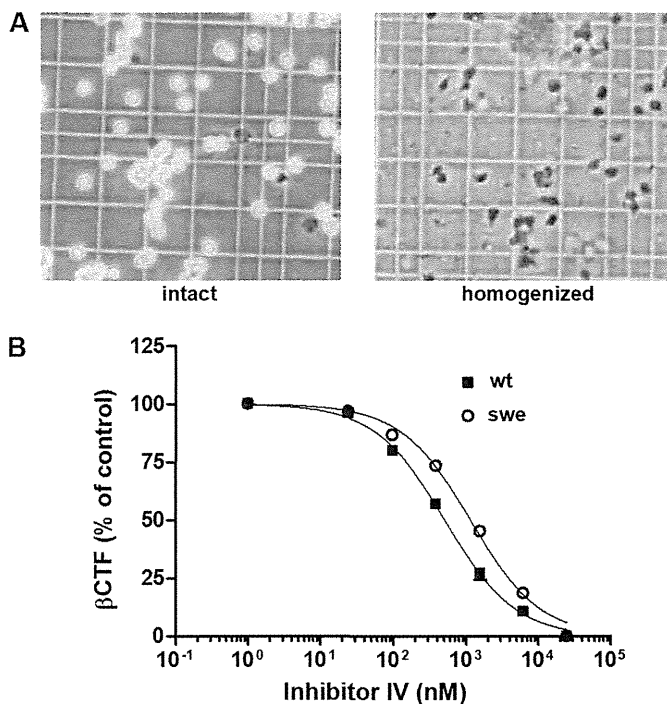 A
intact
homogenized
B
βCTF (% of control)
125
100
75
50
25
0
wt
swe
10-1
100
101
102
103
104
105
Inhibitor IV (nM)